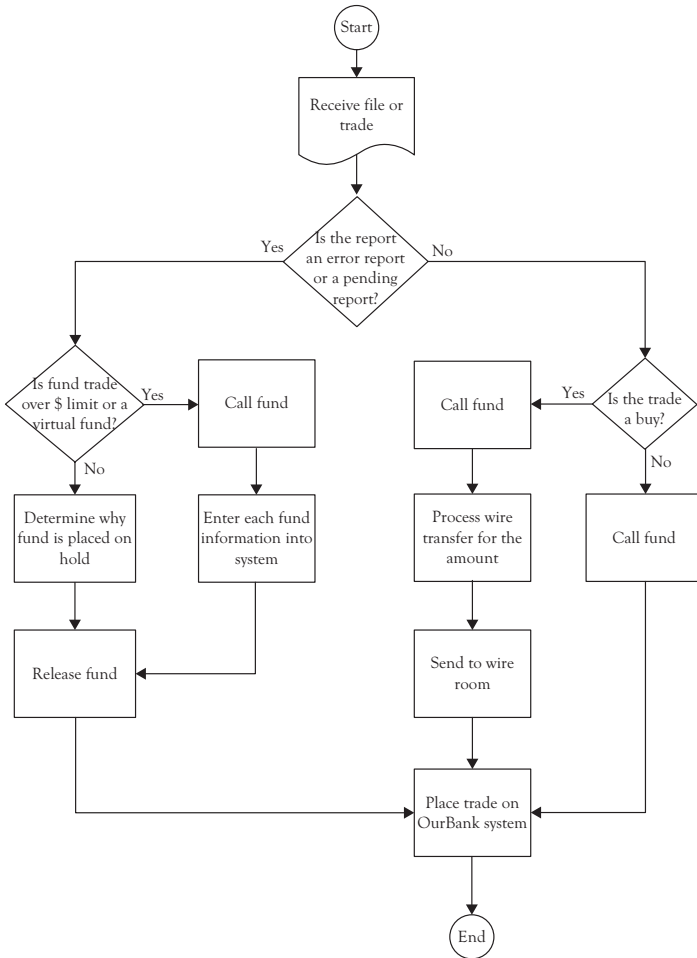 Start
Receive file or
trade
Is the report
an error report
or a pending
report?
Yes
No
Is fund trade
over $ limit or a
virtual fund?
Yes
No
Call fund
Call fund
Yes
Is the trade
a buy?
No
Determine why
fund is placed on
hold
Enter each fund
information into
system
Process wire
transfer for the
amount
Call fund
Release fund
Send to wire
room
Place trade on
OurBank system
End